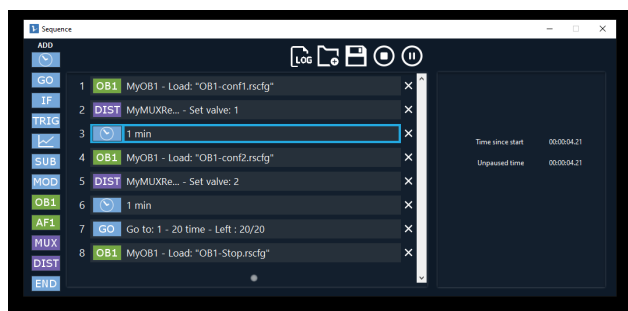 Sequence
ADD
LOG
GO
IF
TRIG
SUB
MOD
OB1
AF1
MUX
DIST
END
1 OB1 MyOB1 - Load: "OB1-conf1.rscfg"
2 DIST MyMUXRe... - Set valve: 1
3 1 min
4 OB1 MyOB1 - Load: "OB1-conf2.rscfg"
5 DIST MyMUXRe... - Set valve: 2
6 1 min
7 GO Go to: 1 - 20 time - Left : 20/20
8 OB1 MyOB1 - Load: "OB1-Stop.rscfg"
Time since start 00:00:04.21
Unpaused time 00:00:04.21